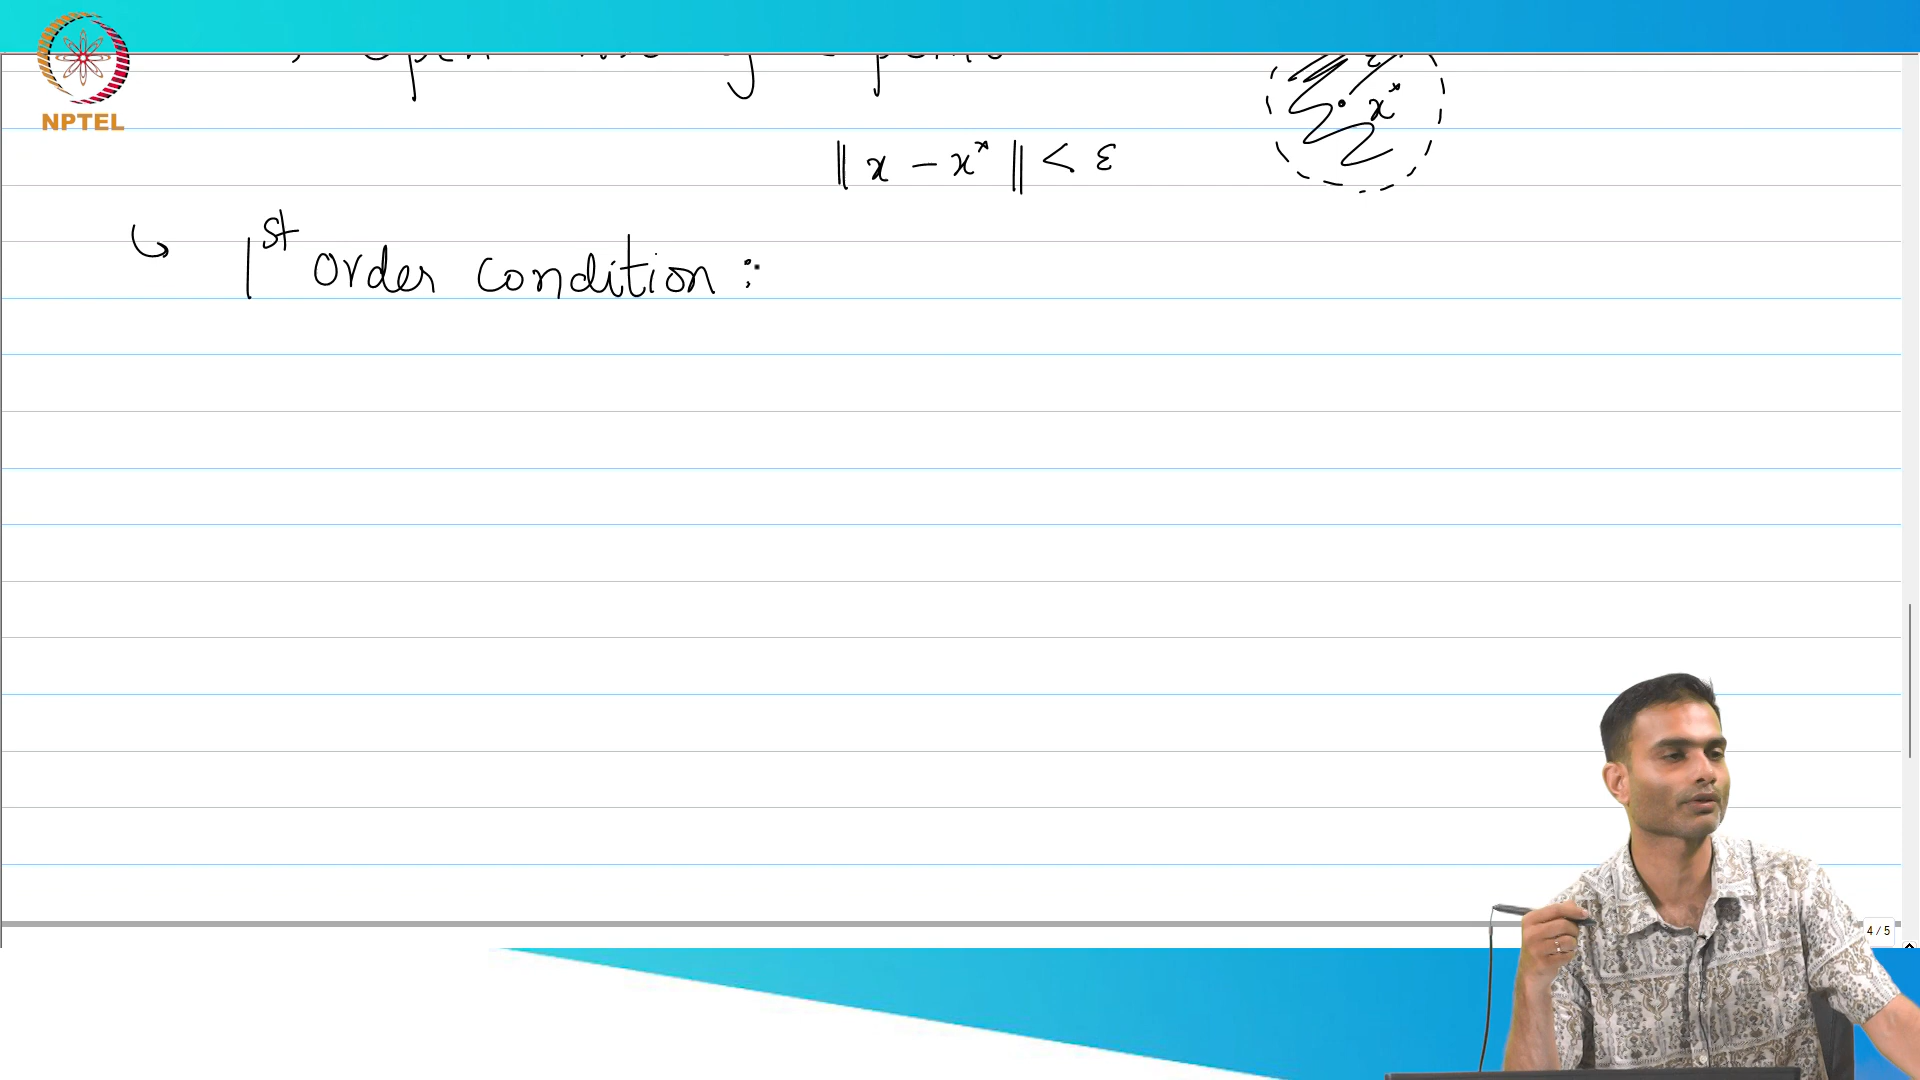 NPTEL
x*
‖ x − x* ‖ < ε
↳ 1st order condition :
4 / 5